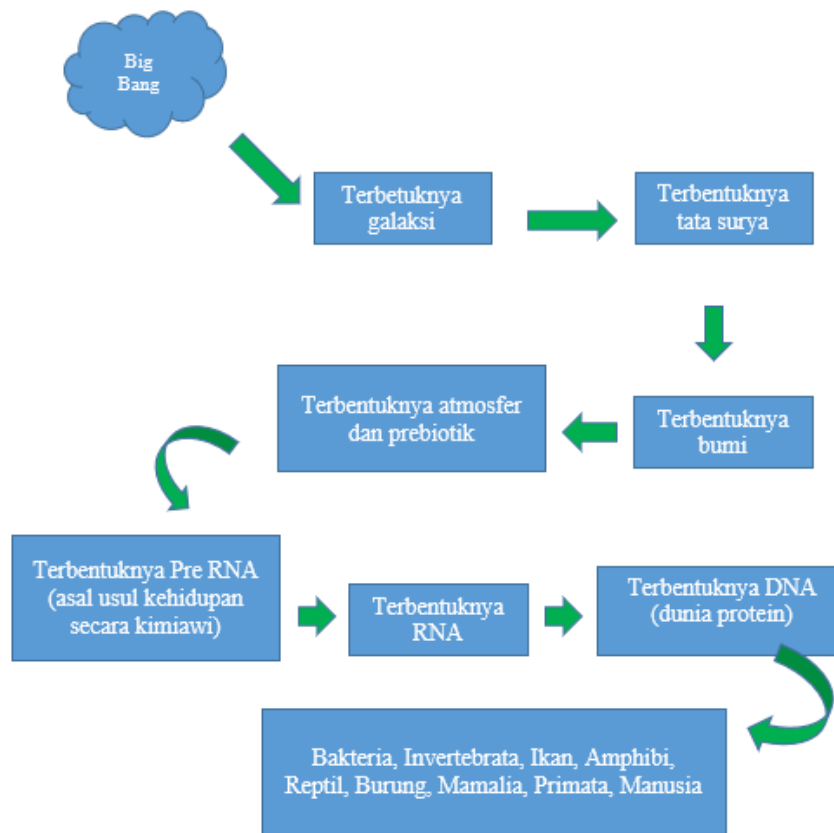 Big
Bang
Terbetuknya
galaksi
Terbentuknya
tata surya
Terbentuknya
bumi
Terbentuknya atmosfer
dan prebiotik
Terbentuknya Pre RNA
(asal usul kehidupan
secara kimiawi)
Terbentuknya
RNA
Terbentuknya DNA
(dunia protein)
Bakteria, Invertebrata, Ikan, Amphibi,
Reptil, Burung, Mamalia, Primata, Manusia